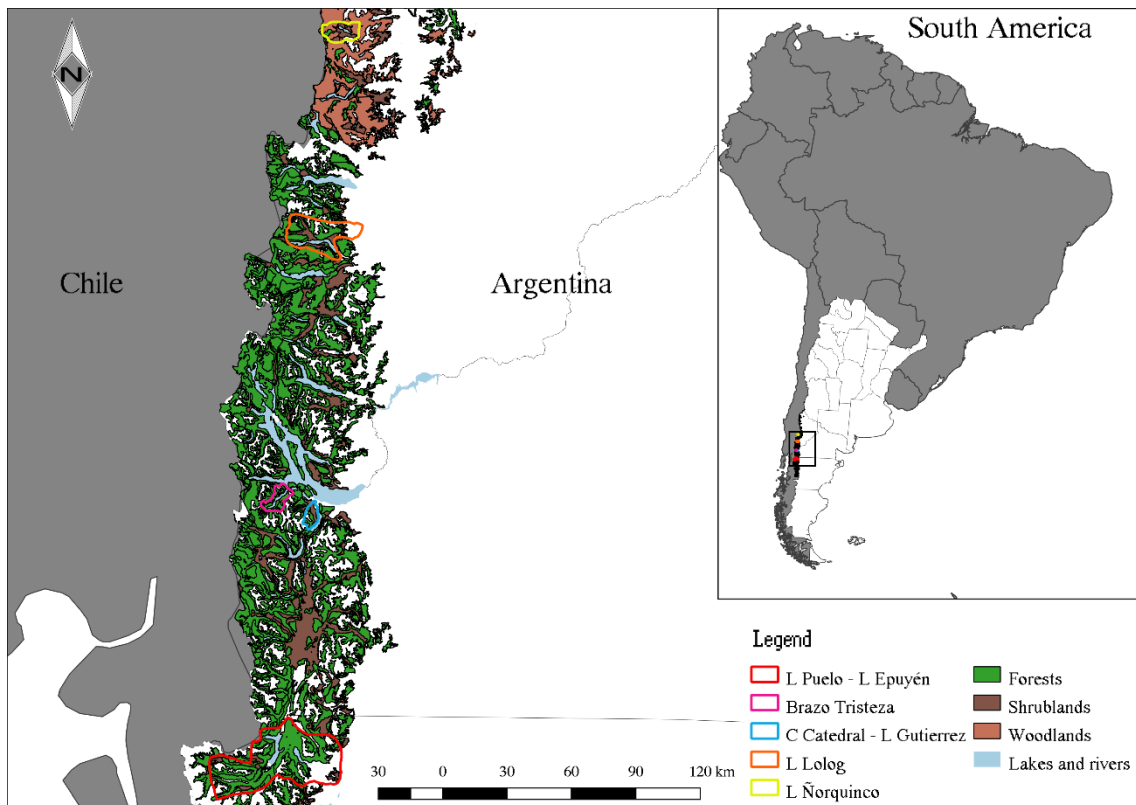 South America
N
Chile
Argentina
Legend
L Puelo - L Epuyén
Brazo Tristeza
C Catedral - L Gutierrez
L Lolog
L Ñorquinco
Forests
Shrublands
Woodlands
Lakes and rivers
30 0 30 60 90 120 km